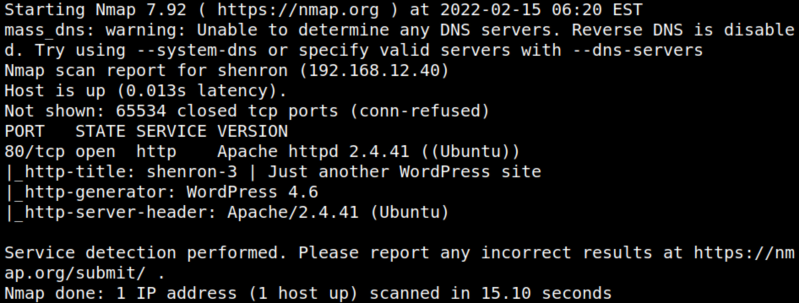 Starting Nmap 7.92 ( https://nmap.org ) at 2022-02-15 06:20 EST
mass_dns: warning: Unable to determine any DNS servers. Reverse DNS is disable
d. Try using --system-dns or specify valid servers with --dns-servers
Nmap scan report for shenron (192.168.12.40)
Host is up (0.013s latency).
Not shown: 65534 closed tcp ports (conn-refused)
PORT   STATE SERVICE VERSION
80/tcp open  http    Apache httpd 2.4.41 ((Ubuntu))
|_http-title: shenron-3 | Just another WordPress site
|_http-generator: WordPress 4.6
|_http-server-header: Apache/2.4.41 (Ubuntu)

Service detection performed. Please report any incorrect results at https://nm
ap.org/submit/ .
Nmap done: 1 IP address (1 host up) scanned in 15.10 seconds